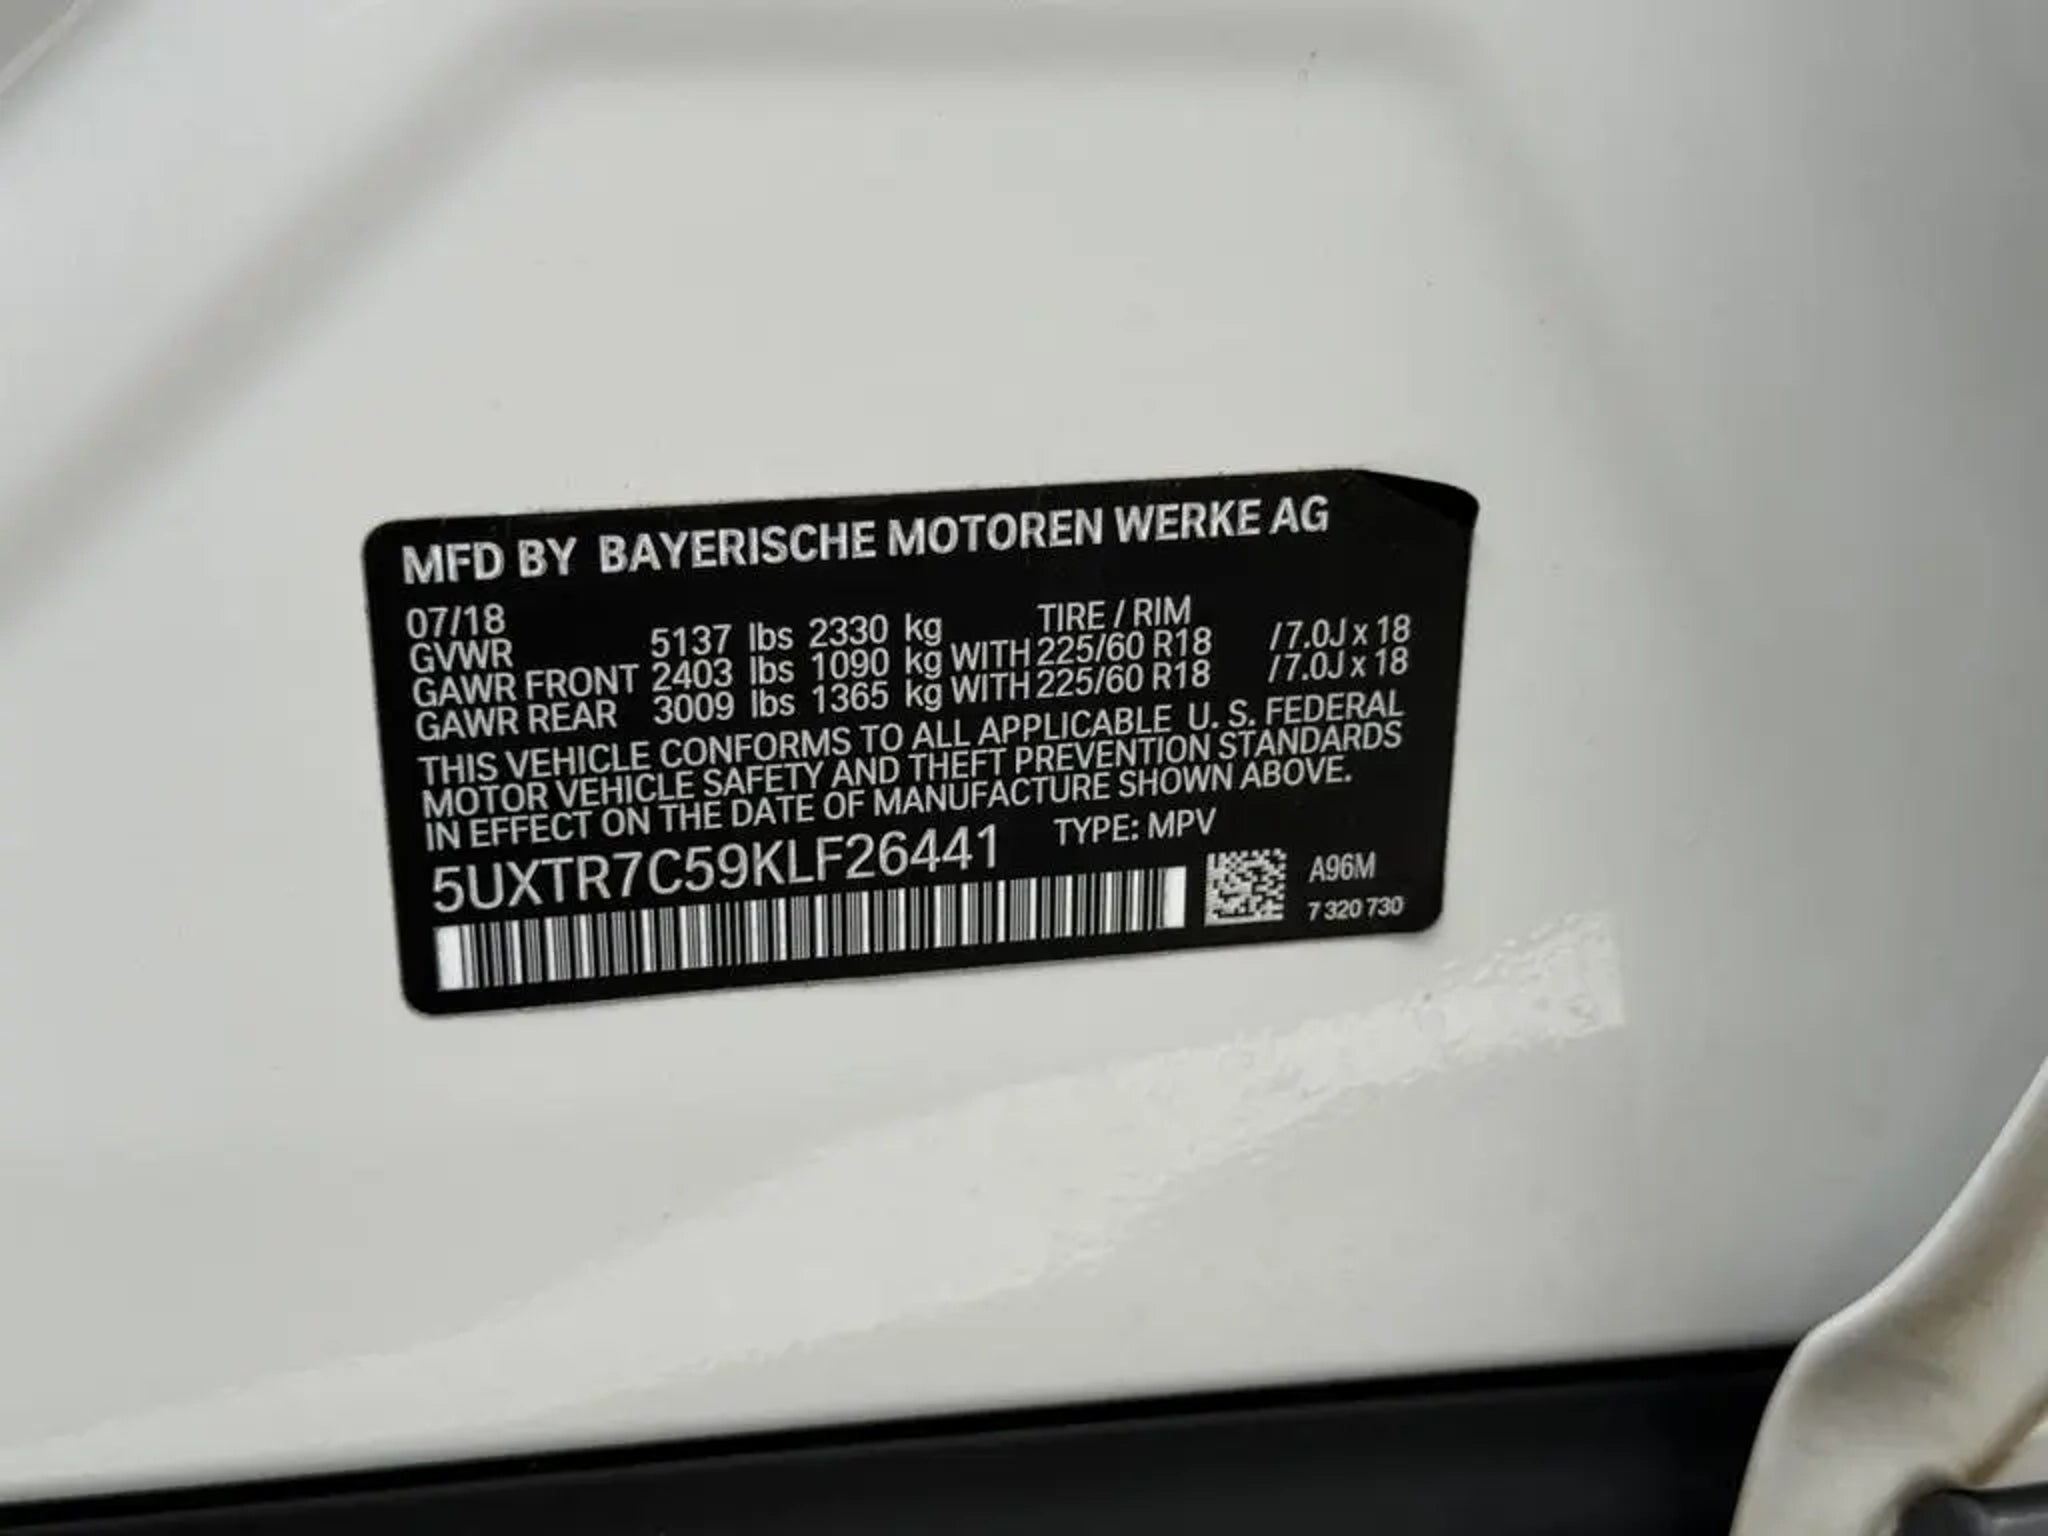 MFD BY BAYERISCHE MOTOREN WERKE AG
07/18 TIRE / RIM
GVWR 5137 lbs 2330 kg
GAWR FRONT 2403 lbs 1090 kg WITH 225/60 R18 /7.0J x 18
GAWR REAR 3009 lbs 1365 kg WITH 225/60 R18 /7.0J x 18
THIS VEHICLE CONFORMS TO ALL APPLICABLE U. S. FEDERAL
MOTOR VEHICLE SAFETY AND THEFT PREVENTION STANDARDS
IN EFFECT ON THE DATE OF MANUFACTURE SHOWN ABOVE.
5UXTR7C59KLF26441 TYPE: MPV
A96M
7 320 730